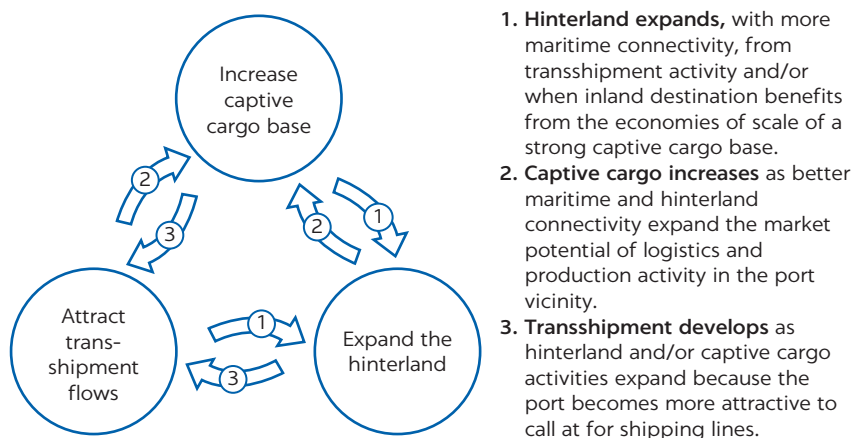 Increase
captive
cargo base
2
3
2
1
Attract
trans-
shipment
flows
1
3
Expand the
hinterland
1. Hinterland expands, with more
maritime connectivity, from
transshipment activity and/or
when inland destination benefits
from the economies of scale of a
strong captive cargo base.
2. Captive cargo increases as better
maritime and hinterland
connectivity expand the market
potential of logistics and
production activity in the port
vicinity.
3. Transshipment develops as
hinterland and/or captive cargo
activities expand because the
port becomes more attractive to
call at for shipping lines.